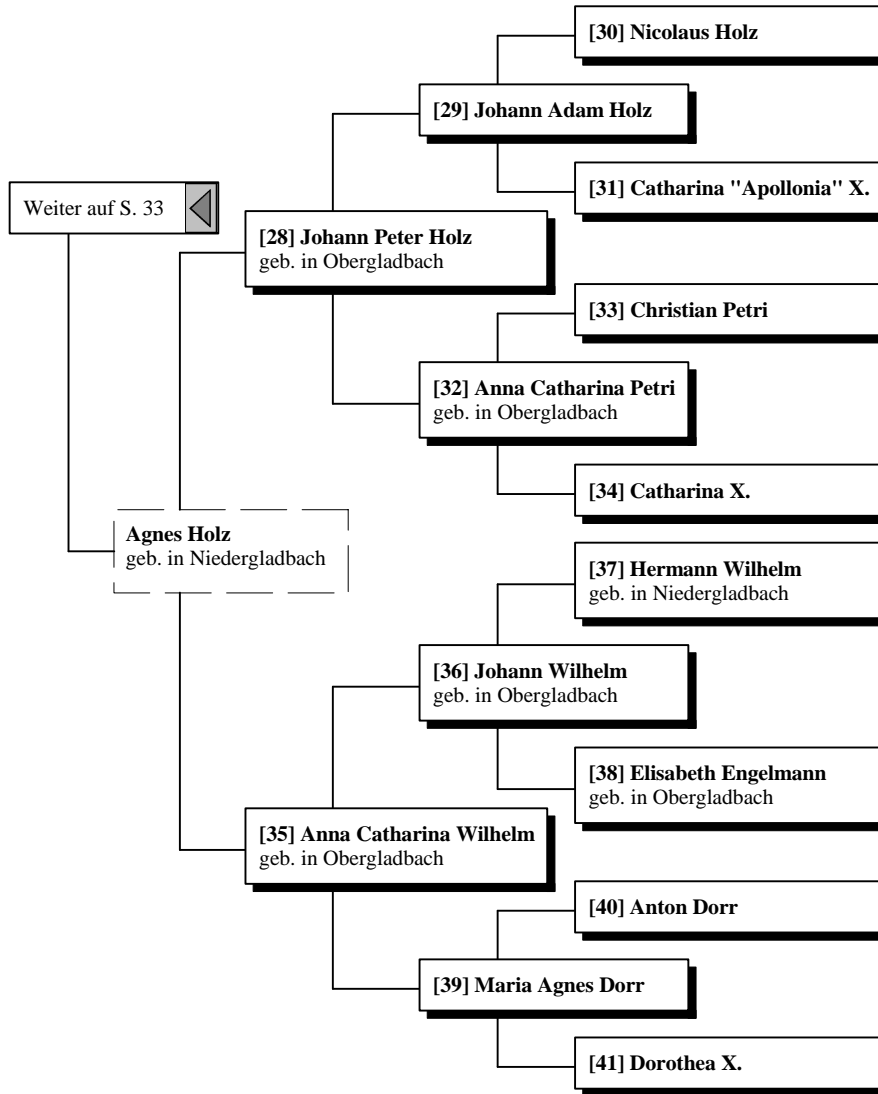 [30] Nicolaus Holz
[29] Johann Adam Holz
[31] Catharina "Apollonia" X.
Weiter auf S. 33
[28] Johann Peter Holz
geb. in Obergladbach
[33] Christian Petri
[32] Anna Catharina Petri
geb. in Obergladbach
[34] Catharina X.
Agnes Holz
geb. in Niedergladbach
[37] Hermann Wilhelm
geb. in Niedergladbach
[36] Johann Wilhelm
geb. in Obergladbach
[38] Elisabeth Engelmann
geb. in Obergladbach
[35] Anna Catharina Wilhelm
geb. in Obergladbach
[40] Anton Dorr
[39] Maria Agnes Dorr
[41] Dorothea X.